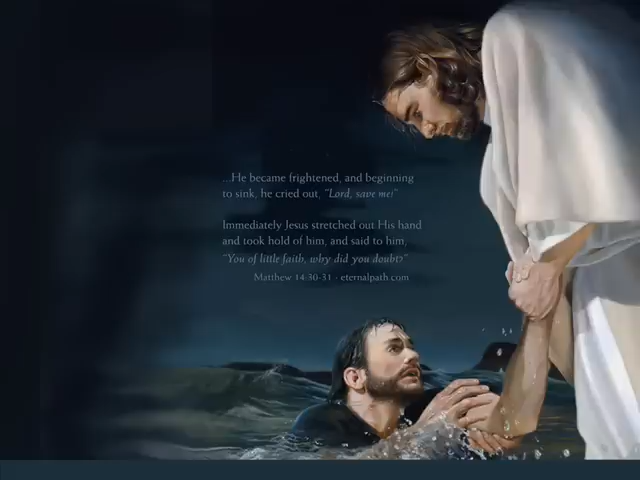 ...He became frightened, and beginning
to sink, he cried out, "Lord, save me!"
Immediately Jesus stretched out His hand
and took hold of him, and said to him,
"You of little faith, why did you doubt?"
Matthew 14:30-31 - eternalpath.com